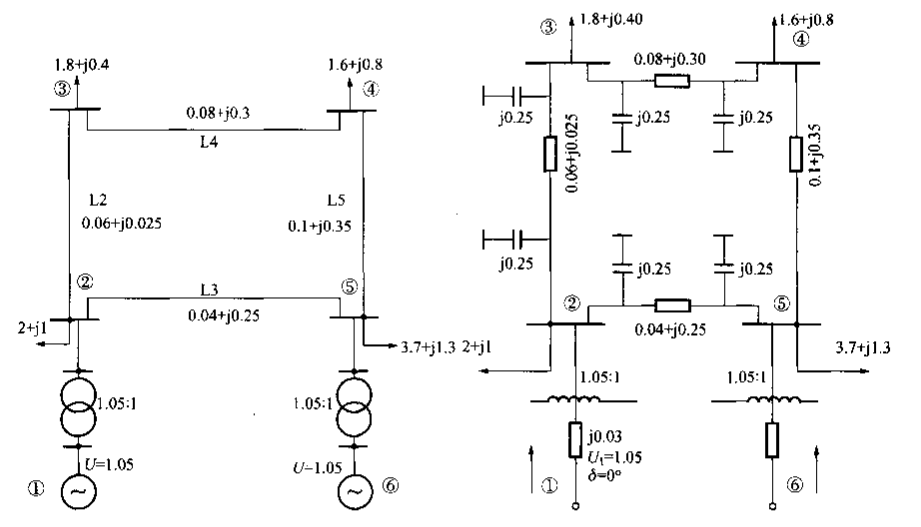 1.8+j0.4
1.6+j0.8
③
④
0.08+j0.3
L4
L2
0.06+j0.025
L5
0.1+j0.35
②
⑤
L3
0.04+j0.25
2+j1
3.7+j1.3
1.05:1
1.05:1
U=1.05
U=1.05
①
⑥
~
~
③
1.8+j0.40
1.6+j0.8
④
0.08+j0.30
j0.25
j0.25
j0.25
0.06+j0.025
0.1+j0.35
j0.25
j0.25
j0.25
②
⑤
0.04+j0.25
2+j1
3.7+j1.3
1.05:1
1.05:1
j0.03
U₁=1.05
δ=0°
①
⑥